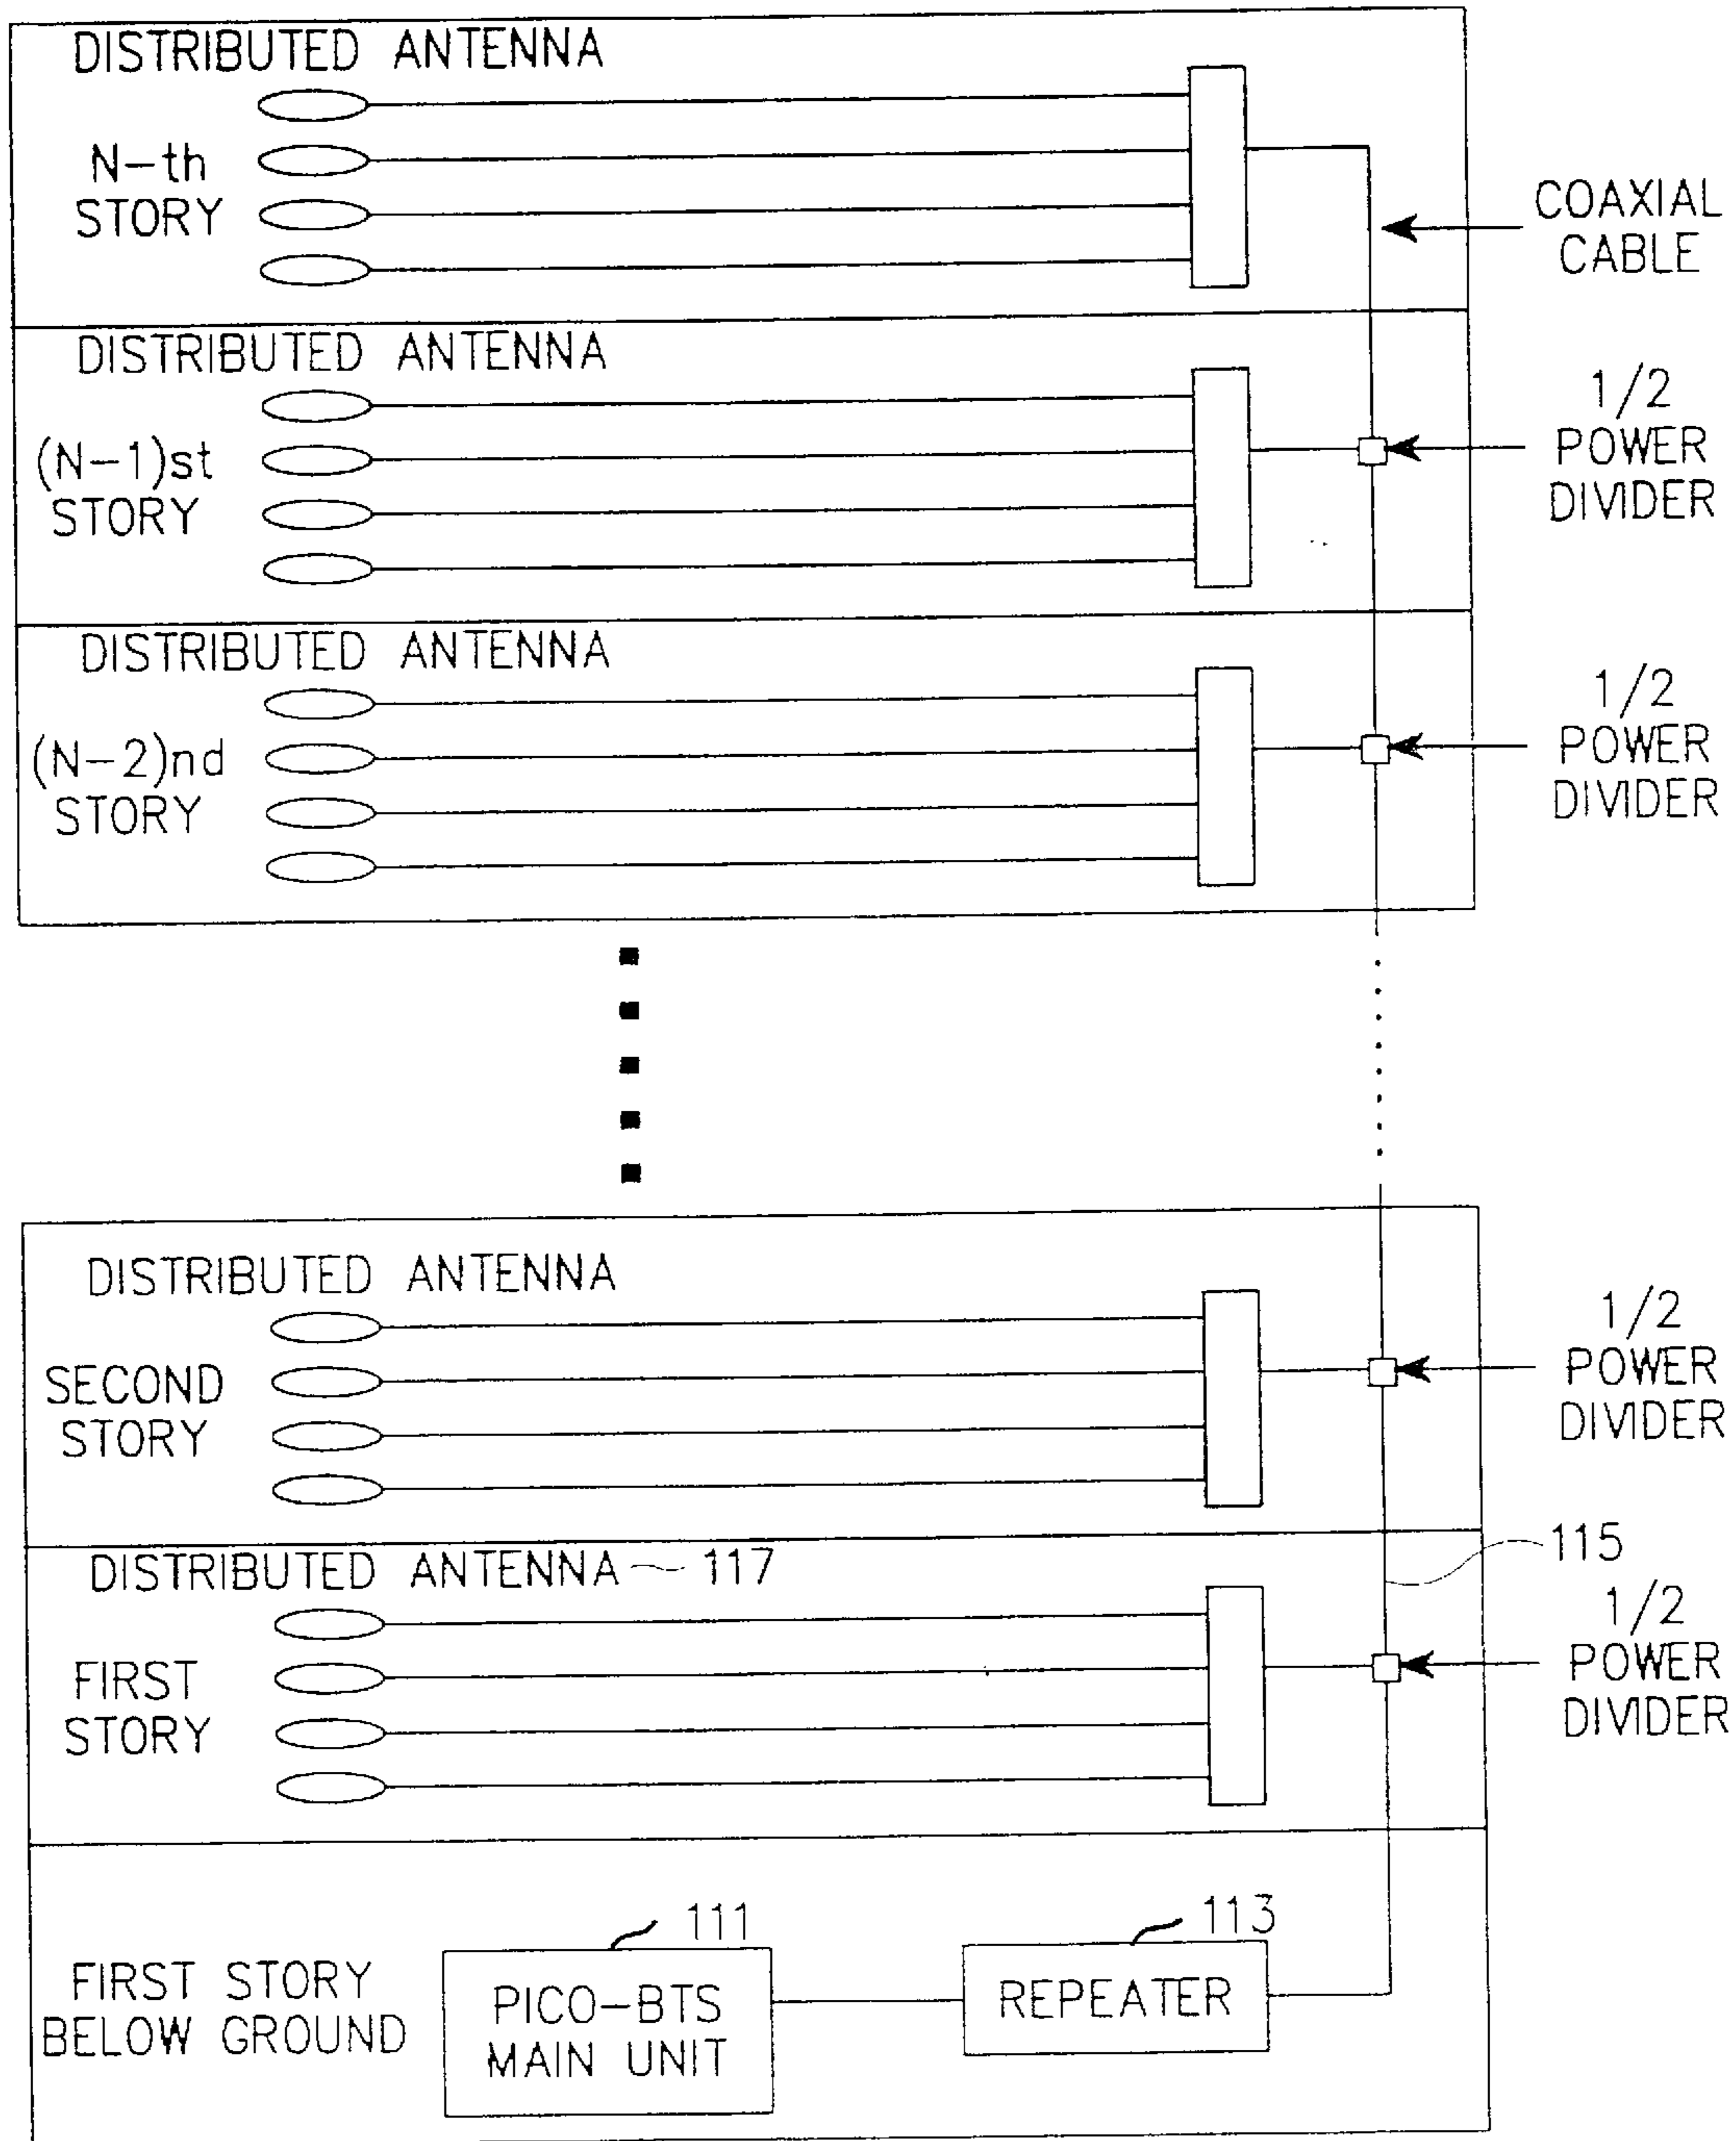 DISTRIBUTED ANTENNA
N-th
STORY
COAXIAL
CABLE
DISTRIBUTED ANTENNA
(N-1)st
STORY
1/2
POWER
DIVIDER
DISTRIBUTED ANTENNA
(N-2)nd
STORY
1/2
POWER
DIVIDER
DISTRIBUTED ANTENNA
SECOND
STORY
1/2
POWER
DIVIDER
DISTRIBUTED ANTENNA 117
115
FIRST
STORY
1/2
POWER
DIVIDER
FIRST STORY
BELOW GROUND
111
PICO-BTS
MAIN UNIT
113
REPEATER